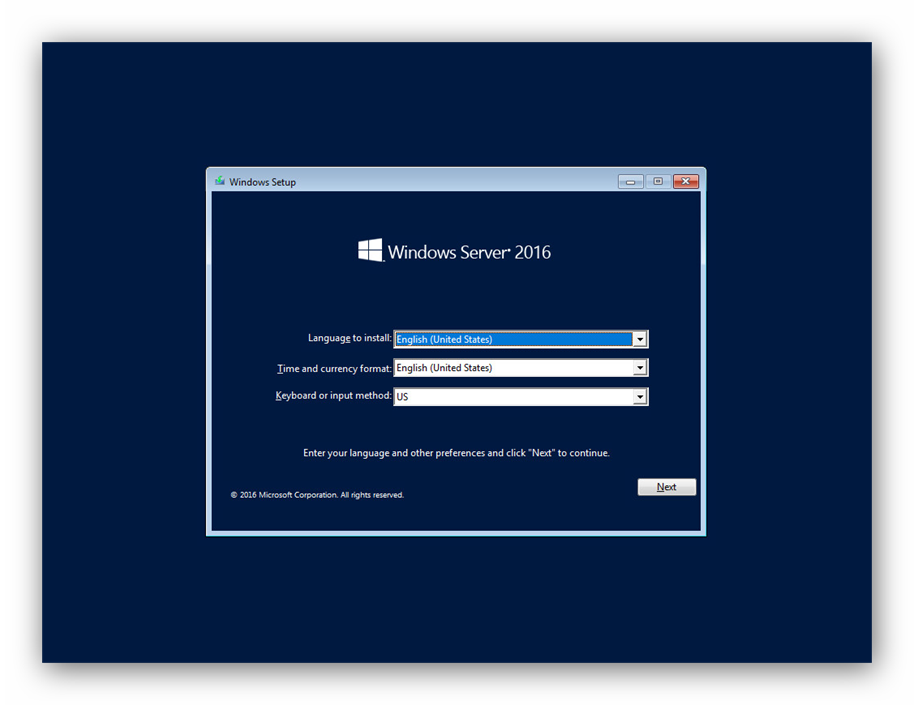 Windows Setup
Windows Server® 2016
Language to install: English (United States)
Time and currency format: English (United States)
Keyboard or input method: US
Enter your language and other preferences and click "Next" to continue.
Next
© 2016 Microsoft Corporation. All rights reserved.